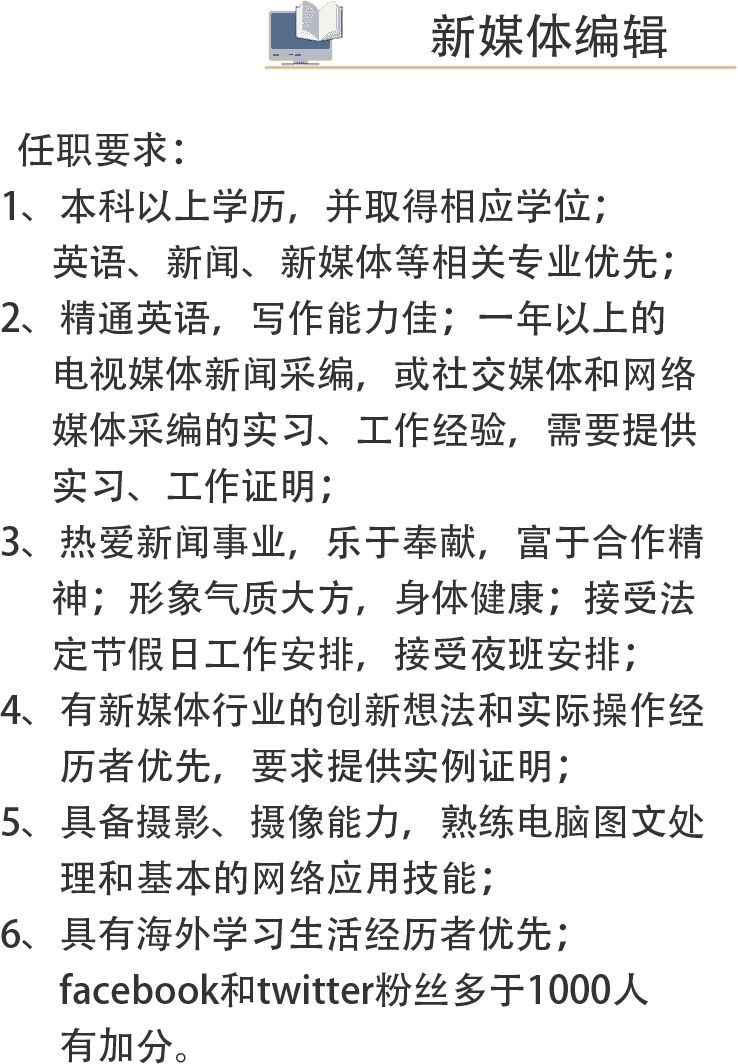 新媒体编辑
任职要求：
1、本科以上学历，并取得相应学位；
英语、新闻、新媒体等相关专业优先；
2、精通英语，写作能力佳；一年以上的
电视媒体新闻采编，或社交媒体和网络
媒体采编的实习、工作经验，需要提供
实习、工作证明；
3、热爱新闻事业，乐于奉献，富于合作精
神；形象气质大方，身体健康；接受法
定节假日工作安排，接受夜班安排；
4、有新媒体行业的创新想法和实际操作经
历者优先，要求提供实例证明；
5、具备摄影、摄像能力，熟练电脑图文处
理和基本的网络应用技能；
6、具有海外学习生活经历者优先；
facebook和twitter粉丝多于1000人
有加分。